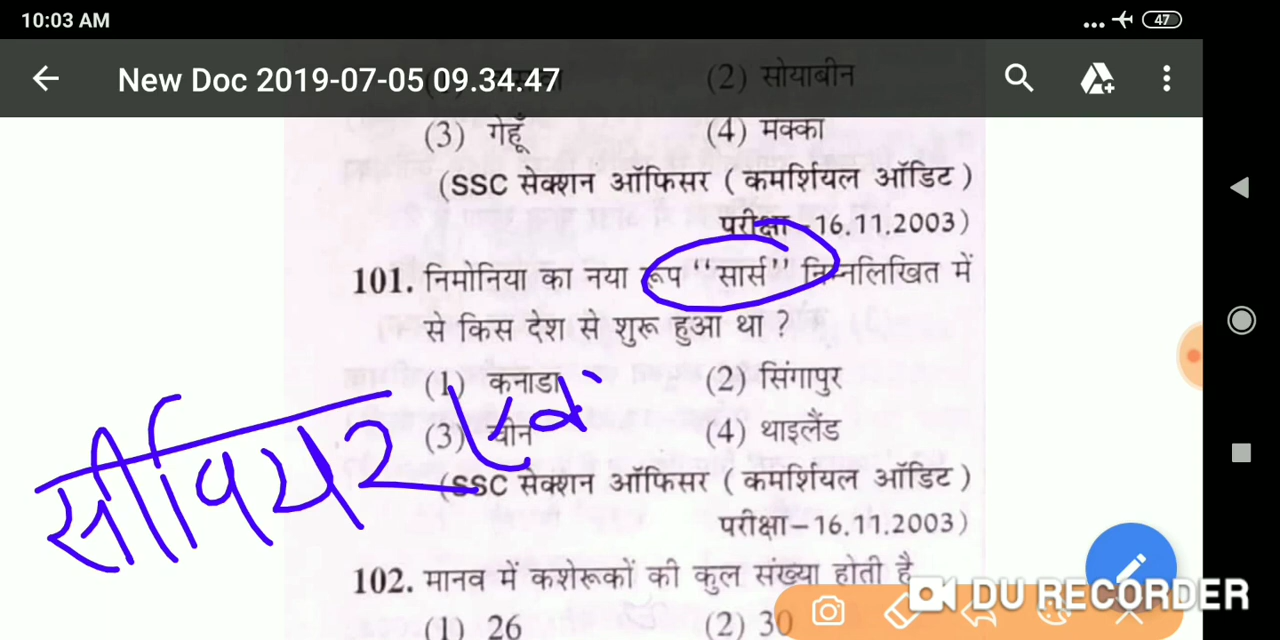 10:03 AM
47
New Doc 2019-07-05 09.34.47
(2) सोयाबीन
(3) गेहूँ (4) मक्का
(SSC सेक्शन ऑफिसर ( कमर्शियल ऑडिट )
परीक्षा–16.11.2003)
101. निमोनिया का नया रूप ''सार्स'' निम्नलिखित में
से किस देश से शुरू हुआ था ?
(1) कनाडा (2) सिंगापुर
(3) चीन (4) थाइलैंड
(SSC सेक्शन ऑफिसर ( कमर्शियल ऑडिट )
परीक्षा–16.11.2003)
सीवियर
102. मानव में कशेरूकों की कुल संख्या होती है
DU RECORDER
(1) 26 (2) 30